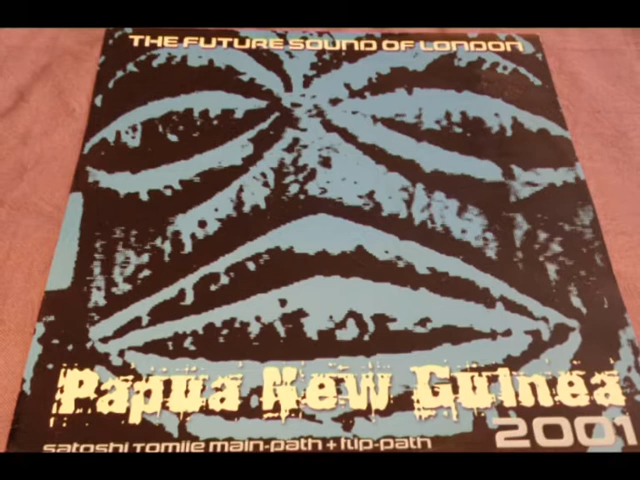 THE FUTURE SOUND OF LONDON
Papua New Guinea
2001
satoshi tomiie main-path + flip-path